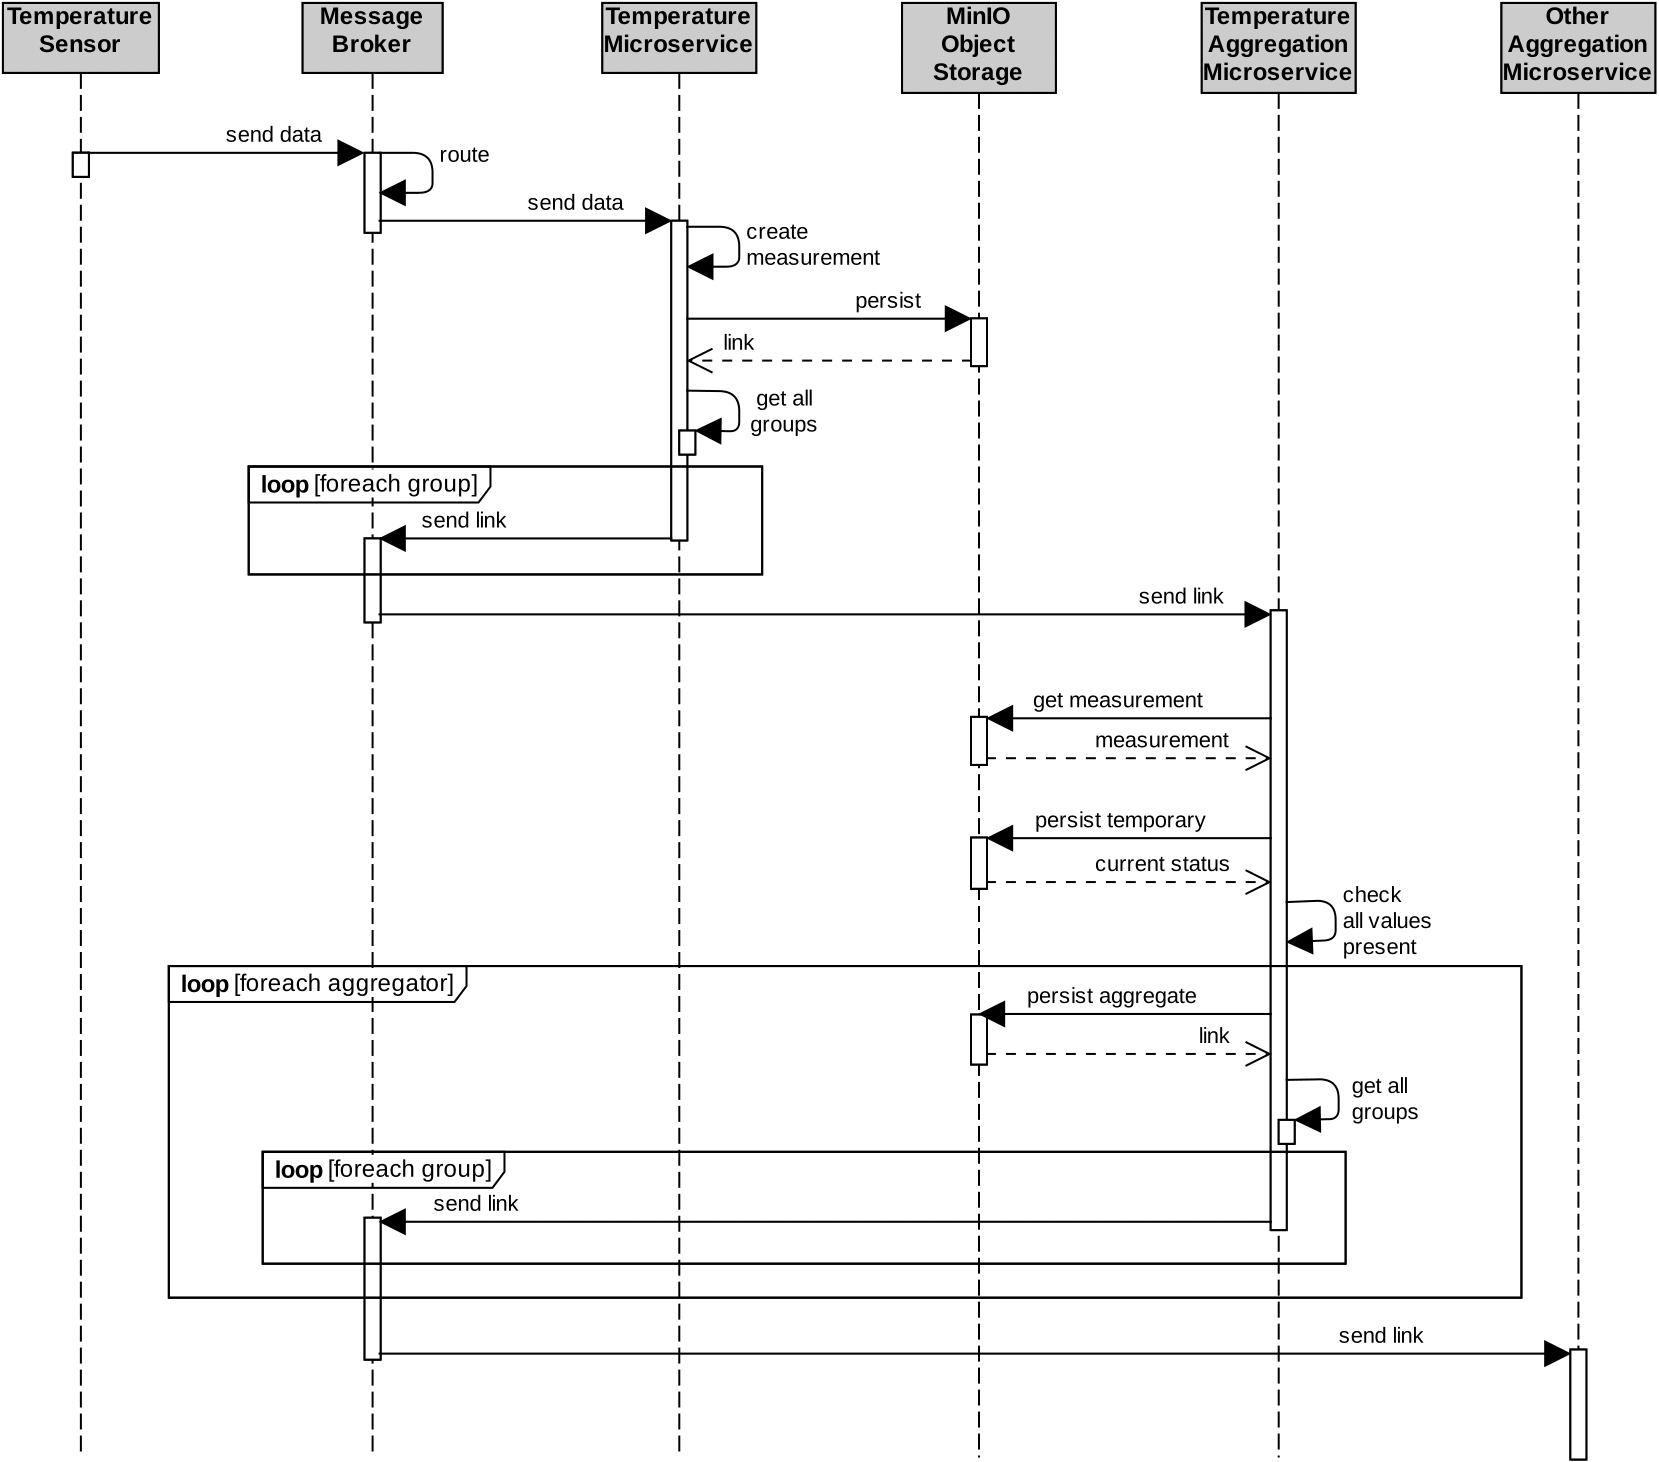 Temperature
Sensor
Message
Broker
Temperature
Microservice
MinIO
Object
Storage
Temperature
Aggregation
Microservice
Other
Aggregation
Microservice
send data
route
send data
create
measurement
persist
link
get all
groups
loop [foreach group]
send link
send link
get measurement
measurement
persist temporary
current status
check
all values
present
loop [foreach aggregator]
persist aggregate
link
get all
groups
loop [foreach group]
send link
send link